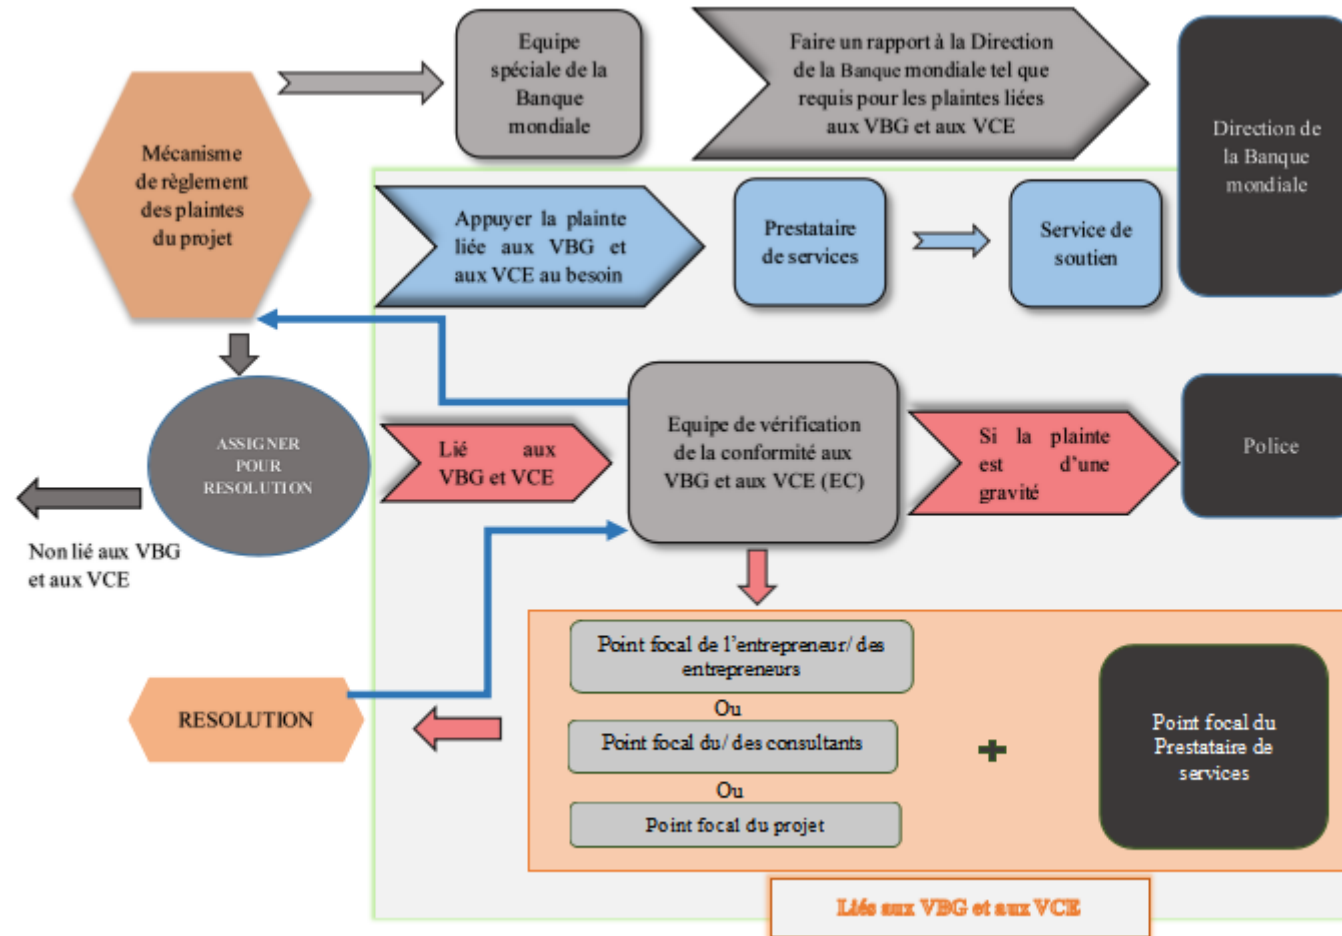 Equipe
spéciale de la
Banque
mondiale
Faire un rapport à la Direction
de la Banque mondiale tel que
requis pour les plaintes liées
aux VBG et aux VCE
Direction de
la Banque
mondiale
Mécanisme
de règlement
des plaintes
du projet
Appuyer la plainte
liée aux VBG et
aux VCE au besoin
Prestataire
de services
Service de
soutien
ASSIGNER
POUR
RESOLUTION
Lié aux
VBG et VCE
Equipe de vérification
de la conformité aux
VBG et aux VCE (EC)
Si la plainte
est d'une
gravité
Police
Non lié aux VBG
et aux VCE
RESOLUTION
Point focal de l'entrepreneur/ des
entrepreneurs
Ou
Point focal du/ des consultants
Ou
Point focal du projet
Point focal du
Prestataire de
services
Liés aux VBG et aux VCE